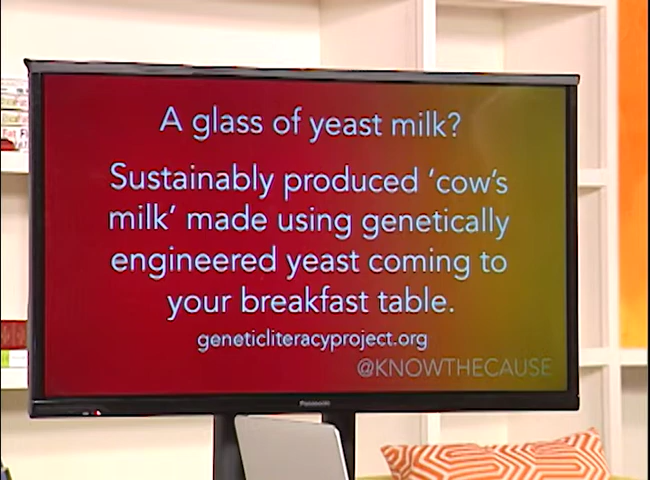 A glass of yeast milk?
Sustainably produced ‘cow’s
milk’ made using genetically
engineered yeast coming to
your breakfast table.
geneticliteracyproject.org
@KNOWTHECAUSE
Panasonic